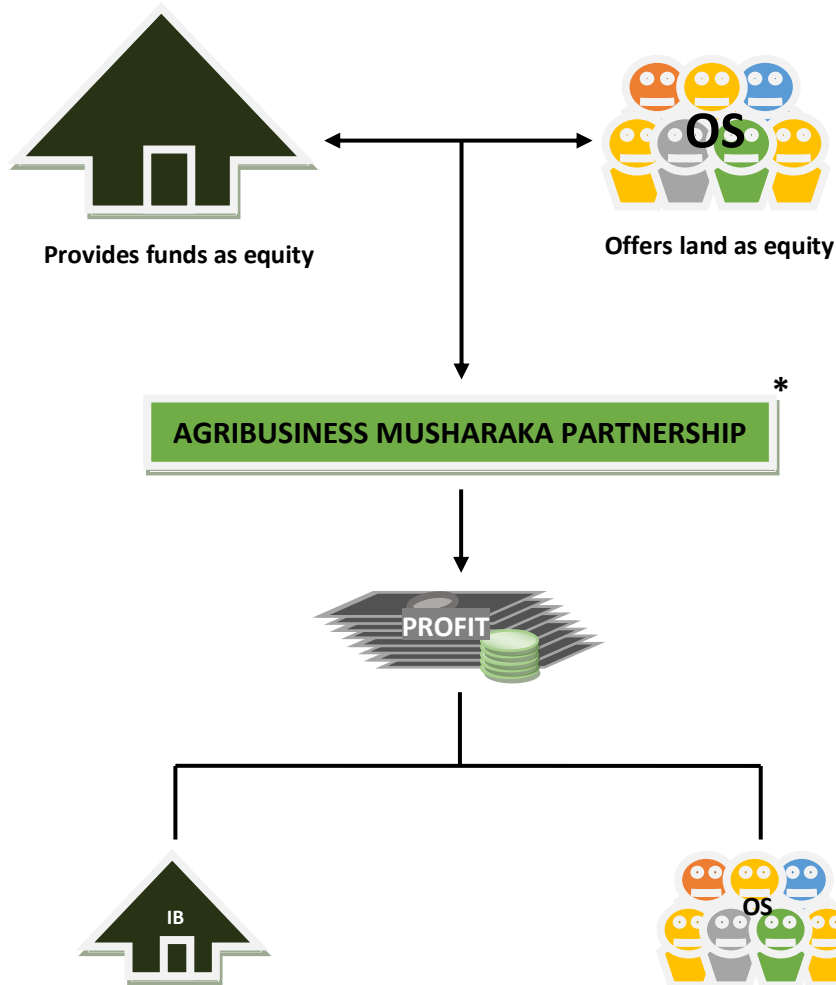 OS
Provides funds as equity
Offers land as equity
*
AGRIBUSINESS MUSHARAKA PARTNERSHIP
PROFIT
IB
OS